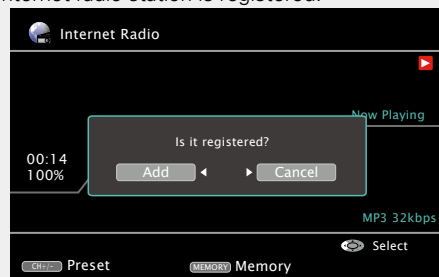 internet radio station is registered.
Internet Radio
Now Playing
Is it registered?
00:14
100%
Add Cancel
MP3 32kbps
Select
CH+/- Preset MEMORY Memory